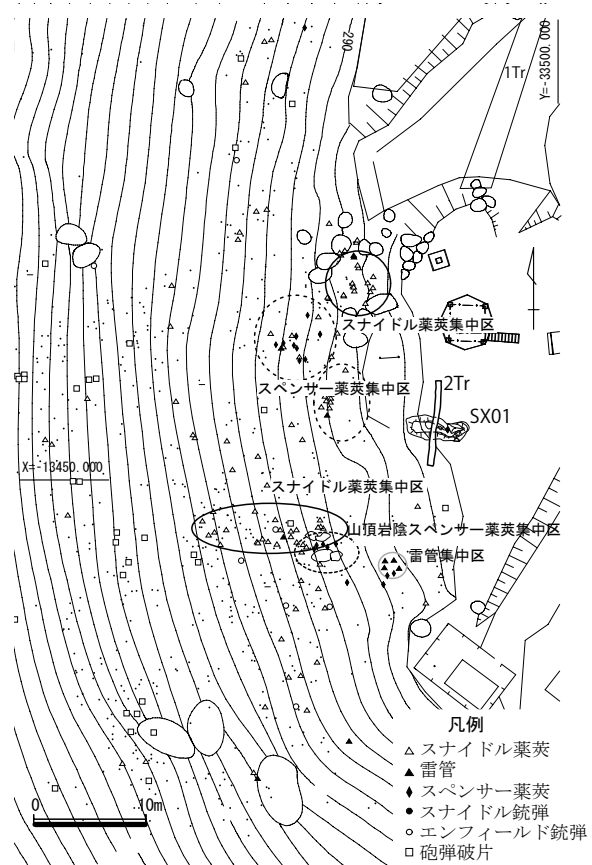 290
1Tr
Y=-33500.000
スナイドル薬莢集中区
スペンサー薬莢集中区
2Tr
SX01
X=-13450.000
スナイドル薬莢集中区
山頂岩陰スペンサー薬莢集中区
雷管集中区
凡例
スナイドル薬莢
雷管
スペンサー薬莢
スナイドル銃弾
エンフィールド銃弾
砲弾破片
0 10m